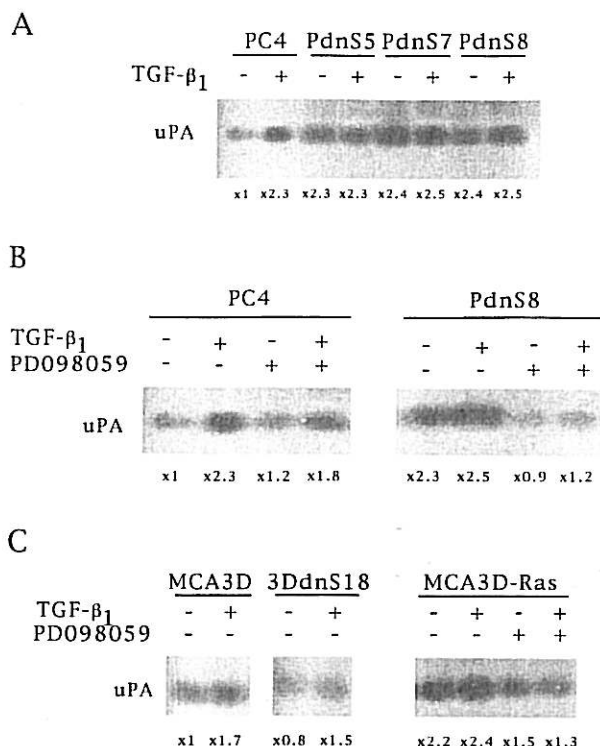 A
PC4 PdnS5 PdnS7 PdnS8
TGF-β1 - + - + - + - +
uPA
x1 x2.3 x2.3 x2.3 x2.4 x2.5 x2.4 x2.5
B
PC4 PdnS8
TGF-β1 - + - + - + - +
PD098059 - - + + - - + +
uPA
x1 x2.3 x1.2 x1.8 x2.3 x2.5 x0.9 x1.2
C
MCA3D 3DdnS18 MCA3D-Ras
TGF-β1 - + - + - + - +
PD098059 - - - - - - + +
uPA
x1 x1.7 x0.8 x1.5 x2.2 x2.4 x1.5 x1.3